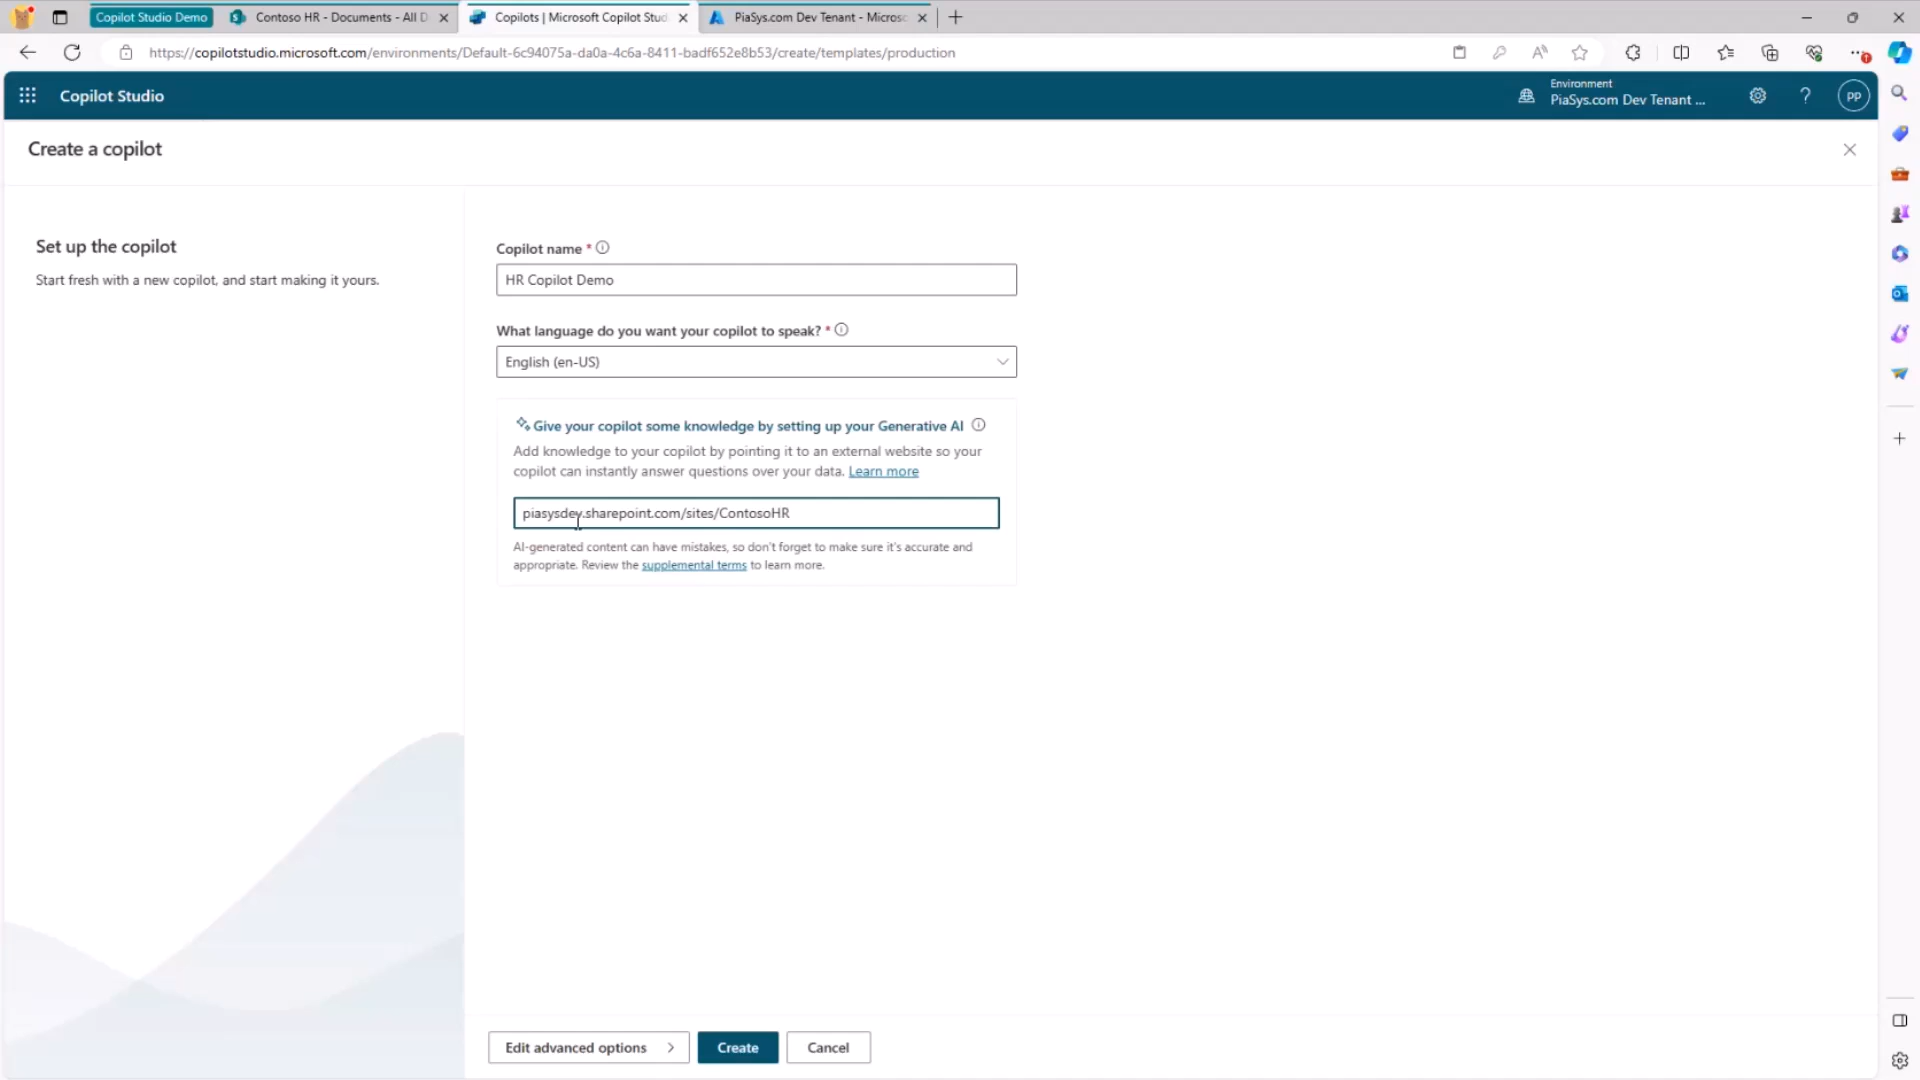 Copilot Studio Demo
Contoso HR - Documents - All D
Copilots | Microsoft Copilot Stud
PiaSys.com Dev Tenant - Microso
https://copilotstudio.microsoft.com/environments/Default-6c94075a-da0a-4c6a-8411-badf652e8b53/create/templates/production
Copilot Studio
Environment
PiaSys.com Dev Tenant ...
?
PP
Create a copilot
Set up the copilot
Start fresh with a new copilot, and start making it yours.
Copilot name *
HR Copilot Demo
What language do you want your copilot to speak? *
English (en-US)
Give your copilot some knowledge by setting up your Generative AI
Add knowledge to your copilot by pointing it to an external website so your
copilot can instantly answer questions over your data. Learn more
piasysdev.sharepoint.com/sites/ContosoHR
AI-generated content can have mistakes, so don't forget to make sure it's accurate and
appropriate. Review the supplemental terms to learn more.
Edit advanced options
Create
Cancel